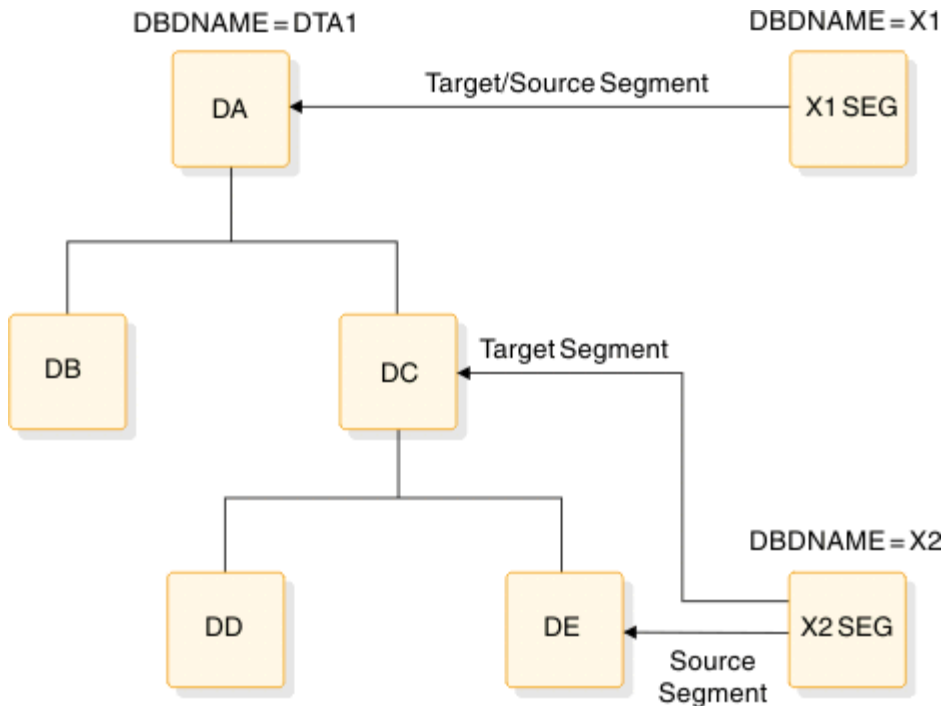 DBDNAME=DTA1
DBDNAME=X1
DA
Target/Source Segment
X1 SEG
DB
DC
Target Segment
DBDNAME=X2
DD
DE
X2 SEG
Source
Segment